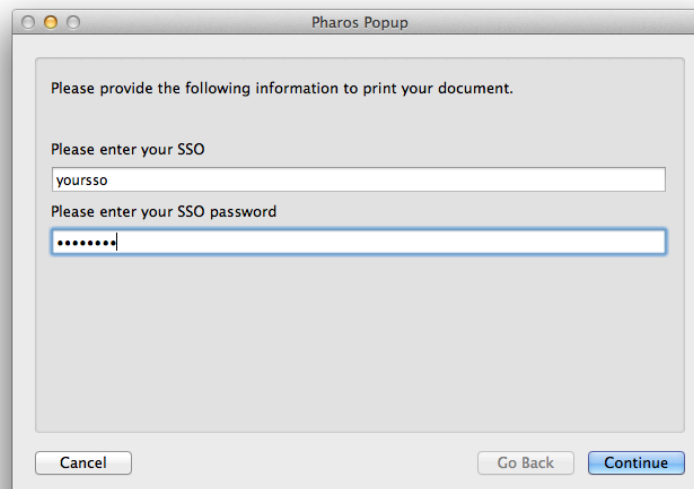 Pharos Popup
Please provide the following information to print your document.
Please enter your SSO
yoursso
Please enter your SSO password
••••••••
Cancel
Go Back
Continue